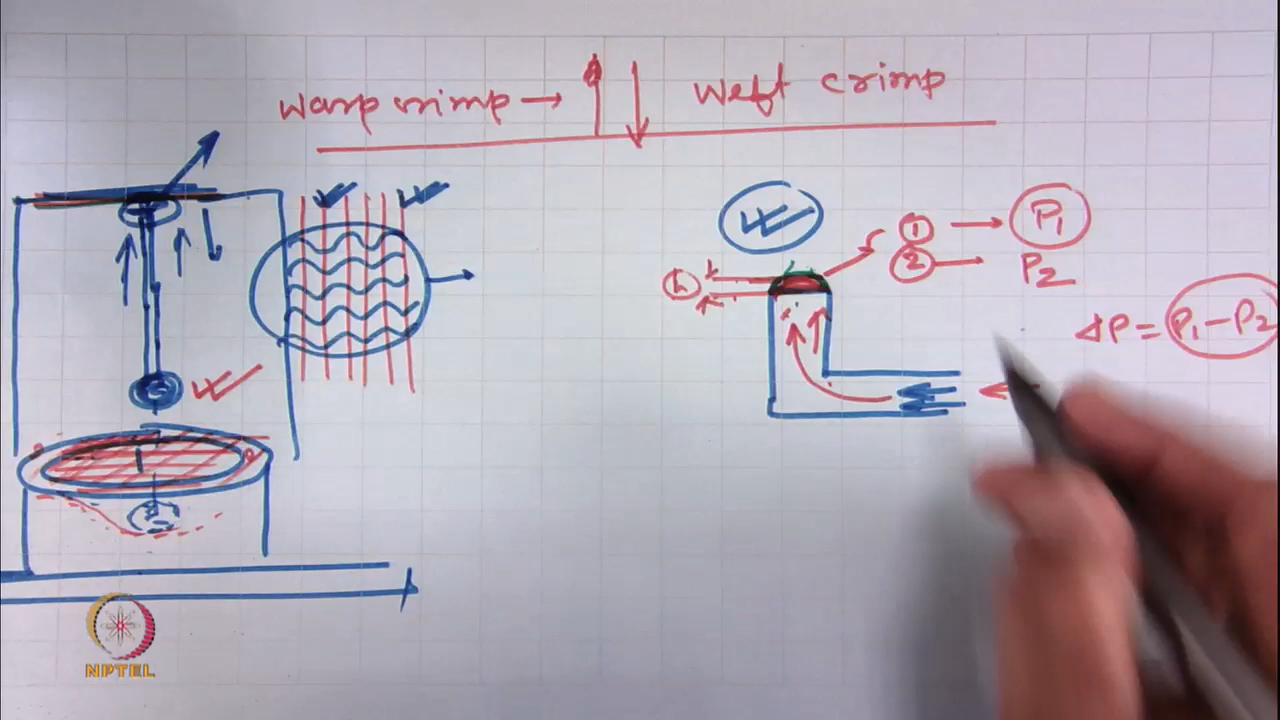 Warp crimp → ↑ ↓ Weft crimp
① → P₁
② → P₂
h
ΔP = P₁ - P₂
NPTEL